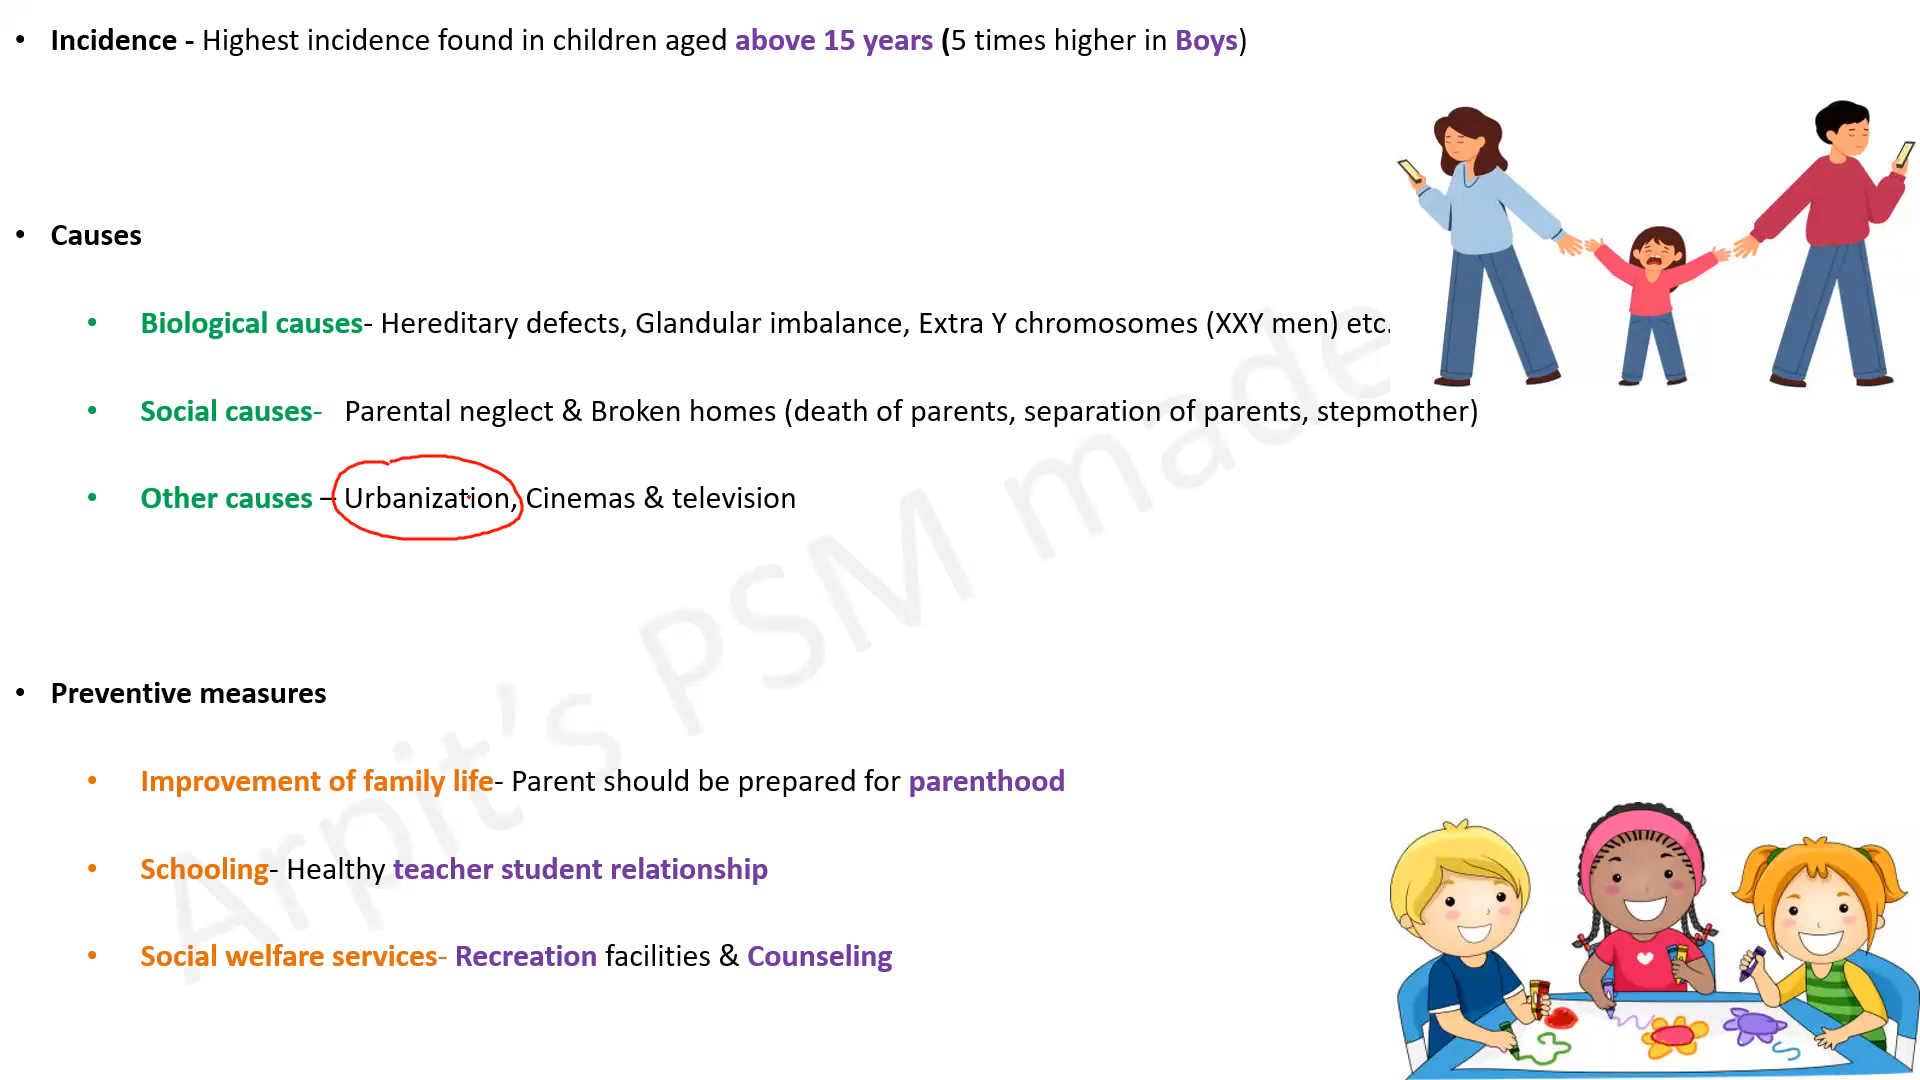 • Incidence - Highest incidence found in children aged above 15 years (5 times higher in Boys)
• Causes
• Biological causes- Hereditary defects, Glandular imbalance, Extra Y chromosomes (XXY men) etc.
• Social causes- Parental neglect & Broken homes (death of parents, separation of parents, stepmother)
• Other causes – Urbanization, Cinemas & television
• Preventive measures
• Improvement of family life- Parent should be prepared for parenthood
• Schooling- Healthy teacher student relationship
• Social welfare services- Recreation facilities & Counseling
Arpit's PSM made